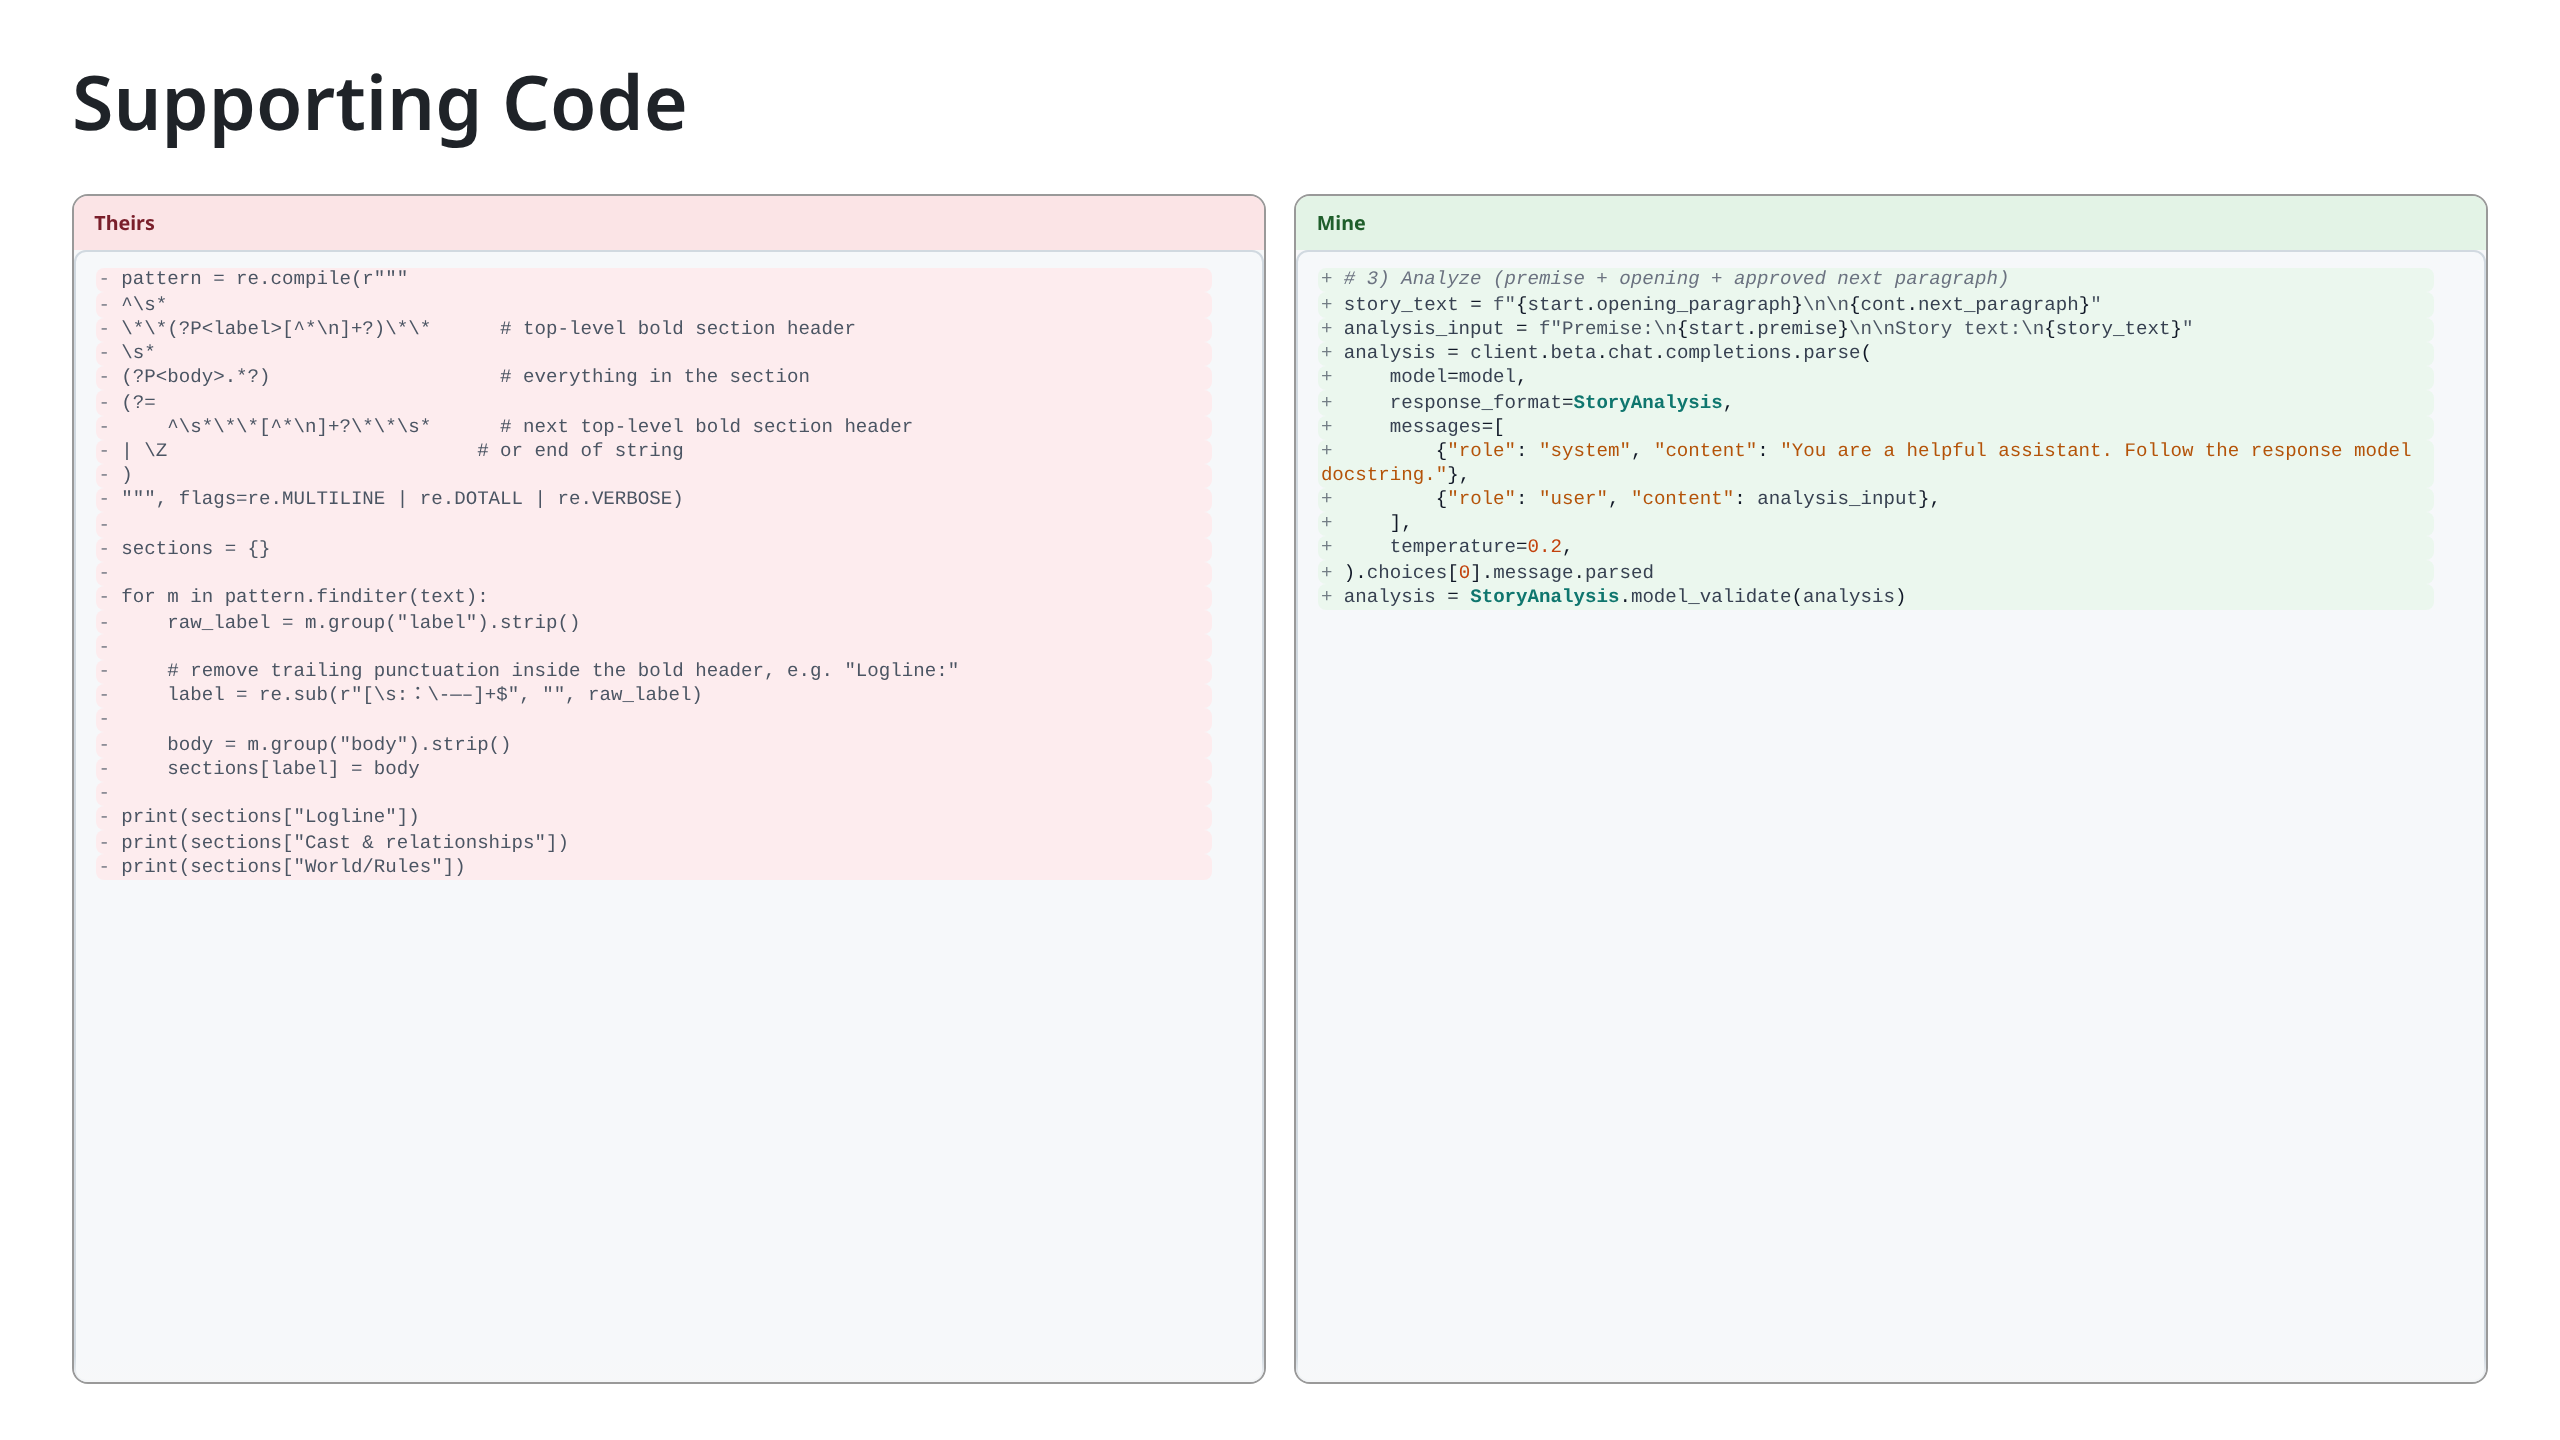 Supporting Code
Theirs
- pattern = re.compile(r"""
- ^\s*
- \*\*(?P<label>[^*\n]+?)\*\*      # top-level bold section header
- \s*
- (?P<body>.*?)                    # everything in the section
- (?=
-     ^\s*\*\*[^*\n]+?\*\*\s*      # next top-level bold section header
- | \Z                           # or end of string
- )
- """, flags=re.MULTILINE | re.DOTALL | re.VERBOSE)
-
- sections = {}
-
- for m in pattern.finditer(text):
-     raw_label = m.group("label").strip()
-
-     # remove trailing punctuation inside the bold header, e.g. "Logline:"
-     label = re.sub(r"[\s:：\-—–]+$", "", raw_label)
-
-     body = m.group("body").strip()
-     sections[label] = body
-
- print(sections["Logline"])
- print(sections["Cast & relationships"])
- print(sections["World/Rules"])
Mine
+ # 3) Analyze (premise + opening + approved next paragraph)
+ story_text = f"{start.opening_paragraph}\n\n{cont.next_paragraph}"
+ analysis_input = f"Premise:\n{start.premise}\n\nStory text:\n{story_text}"
+ analysis = client.beta.chat.completions.parse(
+     model=model,
+     response_format=StoryAnalysis,
+     messages=[
+         {"role": "system", "content": "You are a helpful assistant. Follow the response model
docstring."},
+         {"role": "user", "content": analysis_input},
+     ],
+     temperature=0.2,
+ ).choices[0].message.parsed
+ analysis = StoryAnalysis.model_validate(analysis)